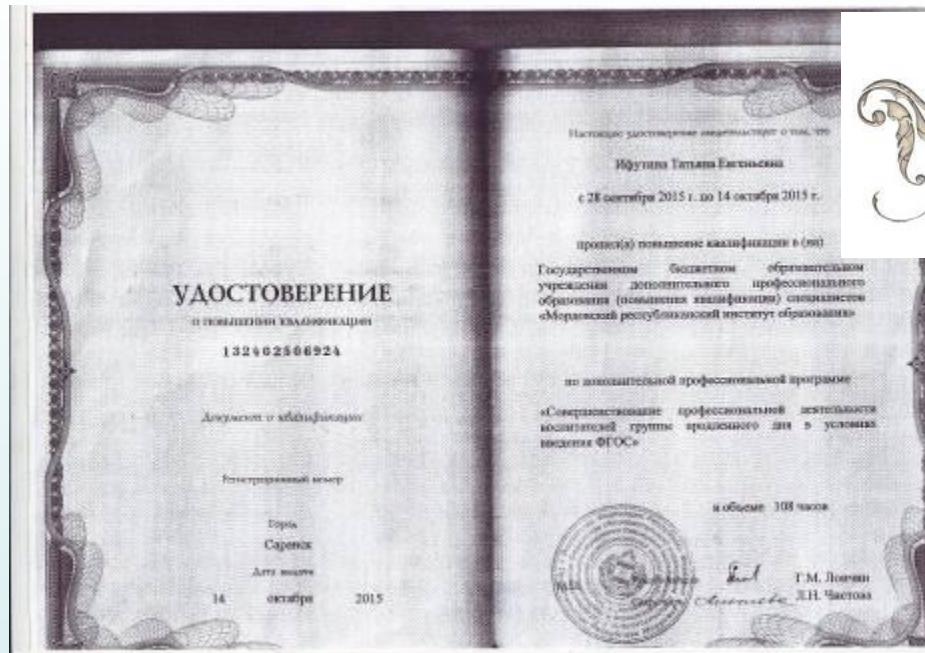 УДОСТОВЕРЕНИЕ
о повышении квалификации
132402506924
Документ о квалификации
Регистрационный номер
Город
Саранск
Дата выдачи
14 октября 2015
Настоящее удостоверение свидетельствует о том, что
Ифутина Татьяна Евгеньевна
с 28 сентября 2015 г. по 14 октября 2015 г.
прошел(а) повышение квалификации в (на)
Государственном бюджетном образовательном
учреждении дополнительного профессионального
образования (повышения квалификации) специалистов
«Мордовский республиканский институт образования»
по дополнительной профессиональной программе
«Совершенствование профессиональной деятельности
воспитателей группы продленного дня в условиях
введения ФГОС»
в объеме 108 часов
Г.М.
Л.Н. Чистова